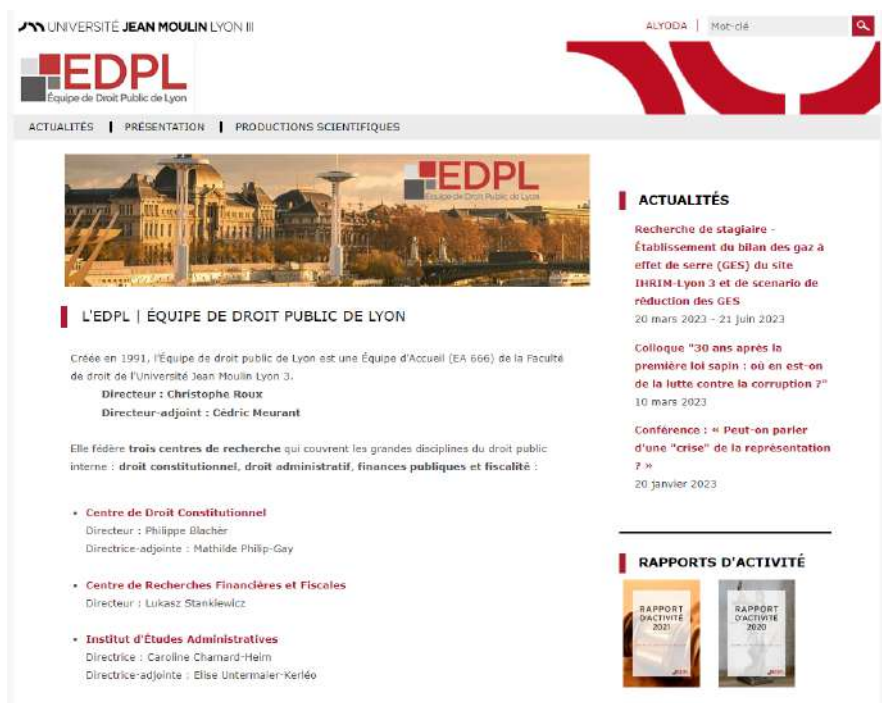 UNIVERSITÉ JEAN MOULIN LYON III
ALYODA | Mot-clé
EDPL
Équipe de Droit Public de Lyon
ACTUALITÉS | PRÉSENTATION | PRODUCTIONS SCIENTIFIQUES
EDPL
Équipe de Droit Public de Lyon
L'EDPL | ÉQUIPE DE DROIT PUBLIC DE LYON
Créée en 1991, l'Équipe de droit public de Lyon est une Équipe d'Accueil (EA 666) de la Faculté
de droit de l'Université Jean Moulin Lyon 3.
Directeur : Christophe Roux
Directeur-adjoint : Cédric Meurant
Elle fédère trois centres de recherche qui couvrent les grandes disciplines du droit public
interne : droit constitutionnel, droit administratif, finances publiques et fiscalité :
• Centre de Droit Constitutionnel
Directeur : Philippe Blachèr
Directrice-adjointe : Mathilde Philip-Gay
• Centre de Recherches Financières et Fiscales
Directeur : Lukasz Stankiewicz
• Institut d'Études Administratives
Directrice : Caroline Chamard-Heim
Directrice-adjointe : Elise Untermaier-Kerléo
ACTUALITÉS
Recherche de stagiaire -
Établissement du bilan des gaz à
effet de serre (GES) du site
IHRIM-Lyon 3 et de scenario de
réduction des GES
20 mars 2023 - 21 juin 2023
Colloque "30 ans après la
première loi sapin : où en est-on
de la lutte contre la corruption ?"
10 mars 2023
Conférence : « Peut-on parler
d'une "crise" de la représentation
? »
20 janvier 2023
RAPPORTS D'ACTIVITÉ
RAPPORT
D'ACTIVITÉ
2021
EDPL
RAPPORT
D'ACTIVITÉ
2020
EDPL